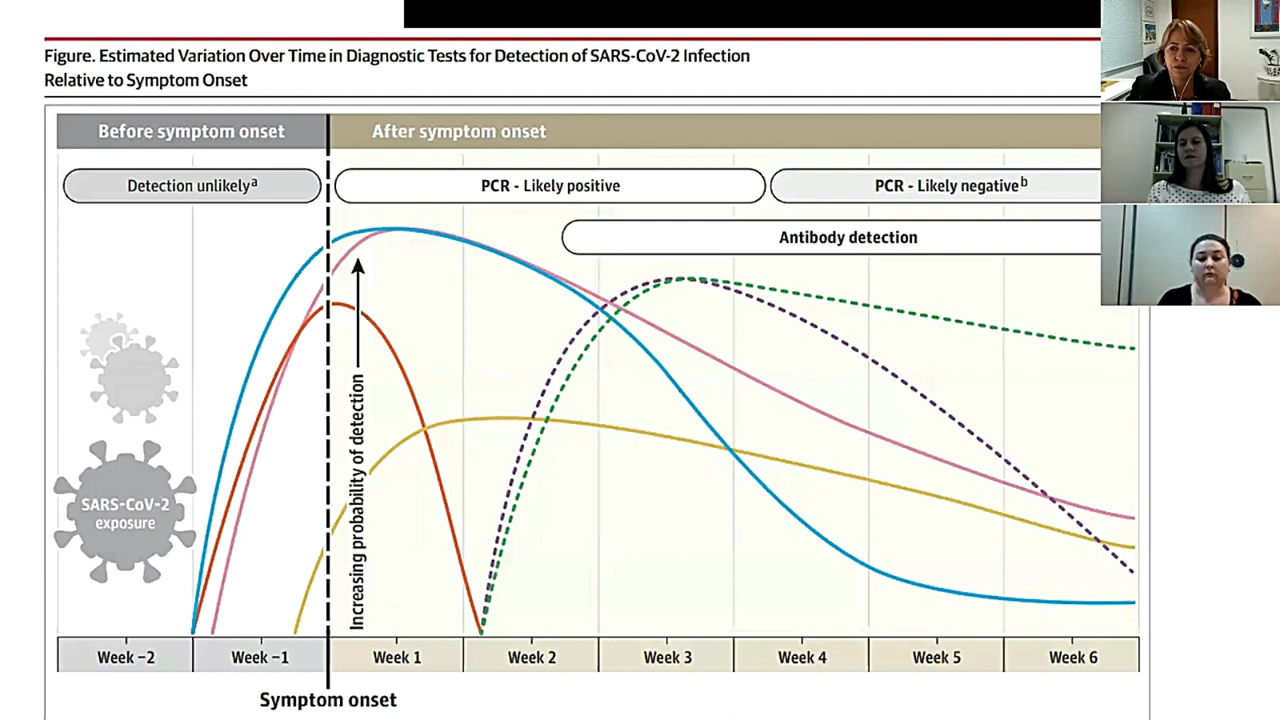 Figure. Estimated Variation Over Time in Diagnostic Tests for Detection of SARS-CoV-2 Infection
Relative to Symptom Onset
Before symptom onset
After symptom onset
Detection unlikelyᵃ
PCR - Likely positive
PCR - Likely negativeᵇ
Antibody detection
Increasing probability of detection
SARS-CoV-2
exposure
Week −2
Week −1
Week 1
Week 2
Week 3
Week 4
Week 5
Week 6
Symptom onset